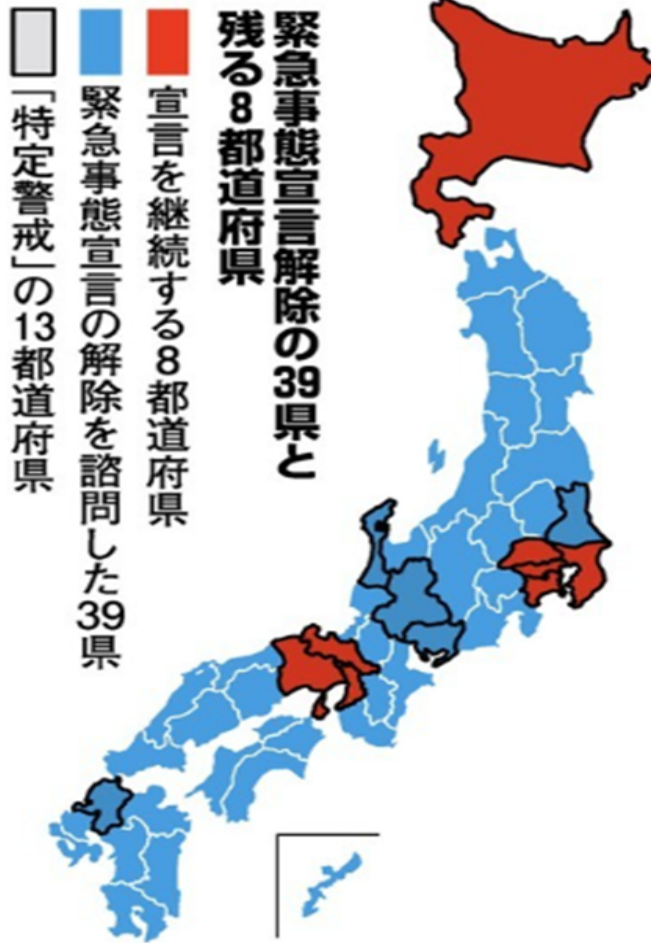 緊急事態宣言解除の39県と
残る8都道府県
宣言を継続する8都道府県
緊急事態宣言の解除を諮問した39県
「特定警戒」の13都道府県